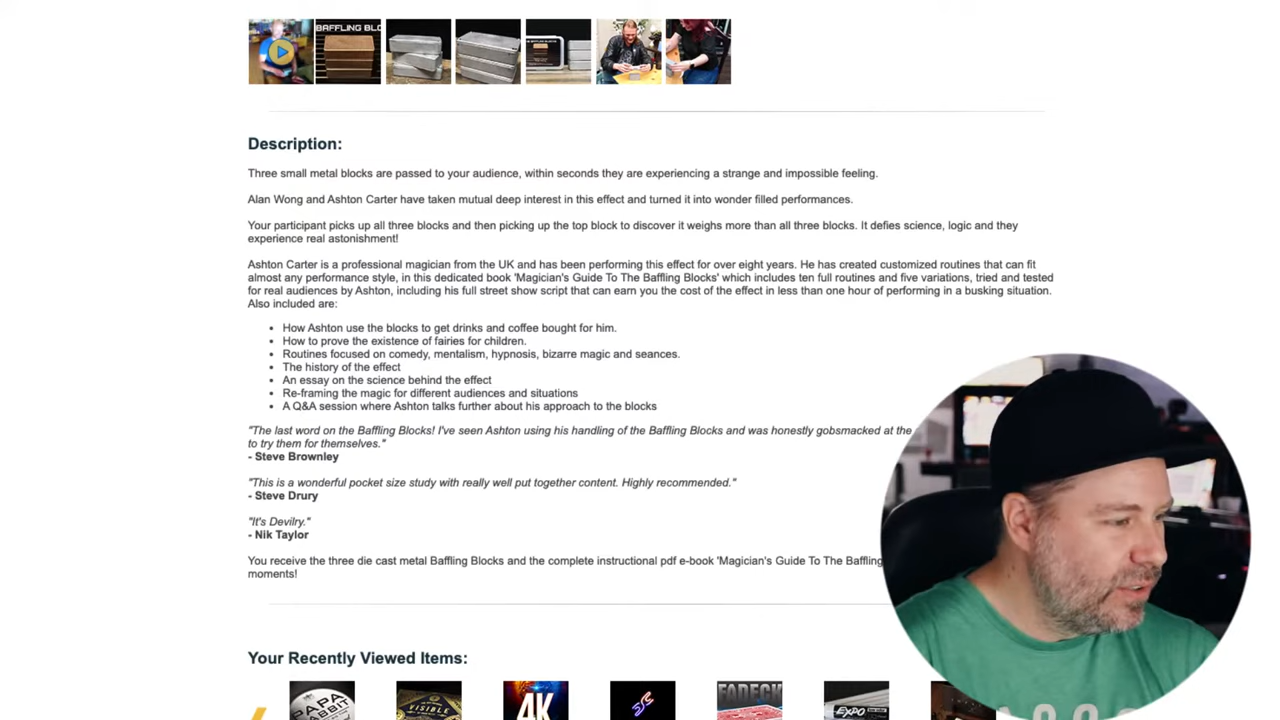 BAFFLING BLO
Description:
Three small metal blocks are passed to your audience, within seconds they are experiencing a strange and impossible feeling.
Alan Wong and Ashton Carter have taken mutual deep interest in this effect and turned it into wonder filled performances.
Your participant picks up all three blocks and then picking up the top block to discover it weighs more than all three blocks. It defies science, logic and they
experience real astonishment!
Ashton Carter is a professional magician from the UK and has been performing this effect for over eight years. He has created customized routines that can fit
almost any performance style, in this dedicated book 'Magician's Guide To The Baffling Blocks' which includes ten full routines and five variations, tried and tested
for real audiences by Ashton, including his full street show script that can earn you the cost of the effect in less than one hour of performing in a busking situation.
Also included are:
• How Ashton use the blocks to get drinks and coffee bought for him.
• How to prove the existence of fairies for children.
• Routines focused on comedy, mentalism, hypnosis, bizarre magic and seances.
• The history of the effect
• An essay on the science behind the effect
• Re-framing the magic for different audiences and situations
• A Q&A session where Ashton talks further about his approach to the blocks
"The last word on the Baffling Blocks! I've seen Ashton using his handling of the Baffling Blocks and was honestly gobsmacked at the
to try them for themselves."
- Steve Brownley
"This is a wonderful pocket size study with really well put together content. Highly recommended."
- Steve Drury
"It's Devilry."
- Nik Taylor
You receive the three die cast metal Baffling Blocks and the complete instructional pdf e-book 'Magician's Guide To The Baffling
moments!
Your Recently Viewed Items:
PAPA RABBIT
VISIBLE
4K
FADECK
EXPO